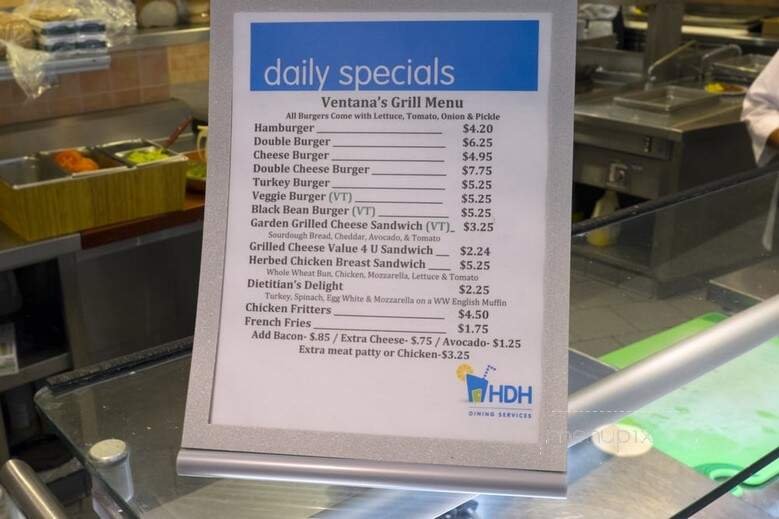 daily specials
Ventana's Grill Menu
All Burgers Come with Lettuce, Tomato, Onion & Pickle
Hamburger $4.20
Double Burger $6.25
Cheese Burger $4.95
Double Cheese Burger $7.75
Turkey Burger $5.25
Veggie Burger (VT) $5.25
Black Bean Burger (VT) $5.25
Garden Grilled Cheese Sandwich (VT) $3.25
Sourdough Bread, Cheddar, Avocado, & Tomato
Grilled Cheese Value 4 U Sandwich $2.24
Herbed Chicken Breast Sandwich $5.25
Whole Wheat Bun, Chicken, Mozzarella, Lettuce & Tomato
Dietitian's Delight $2.25
Turkey, Spinach, Egg White & Mozzarella on a WW English Muffin
Chicken Fritters $4.50
French Fries $1.75
Add Bacon- $.85 / Extra Cheese- $.75 / Avocado- $1.25
Extra meat patty or Chicken-$3.25
HDH
DINING SERVICES
menupix